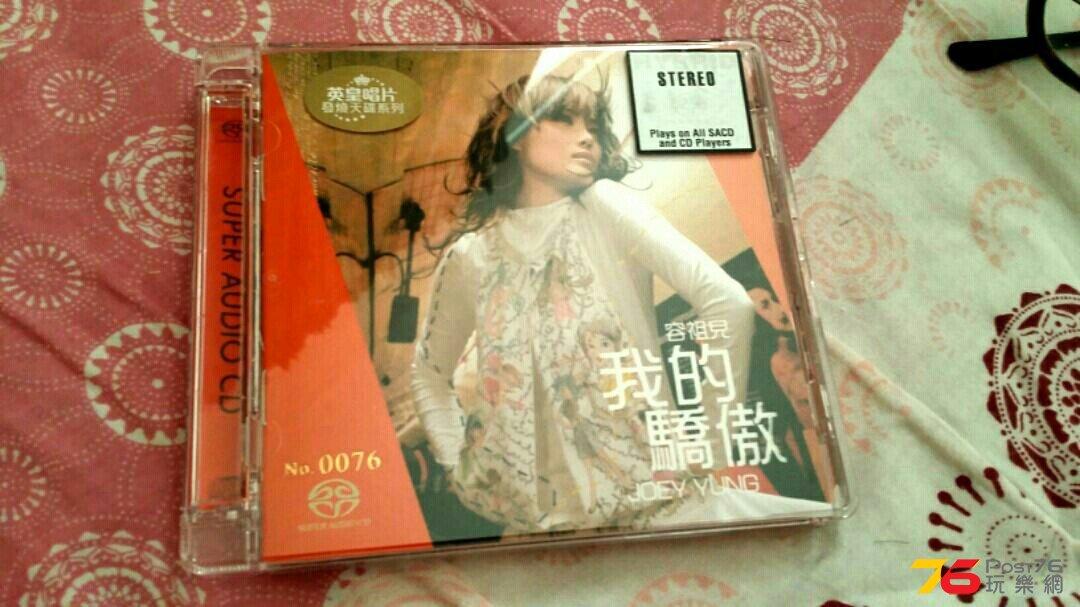 英皇唱片
發燒天碟系列
STEREO
Plays on All SACD
and CD Players
SUPER AUDIO CD
容祖兒
我的
驕傲
JOEY YUNG
No. 0076
SUPER AUDIO CD
76 Post76
玩樂網